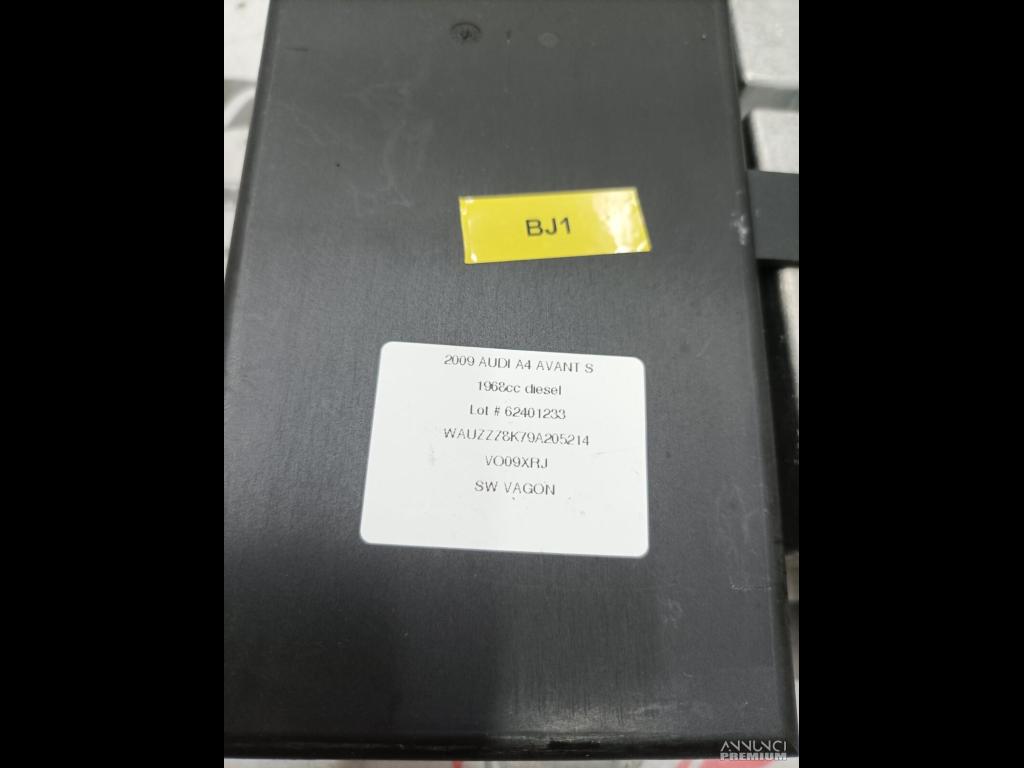 BJ1
2009 AUDI A4 AVANT S
1968cc diesel
Lot # 62401233
WAUZZZ8K79A205214
VO09XRJ
SW VAGON
ANNUNCI
PREMIUM